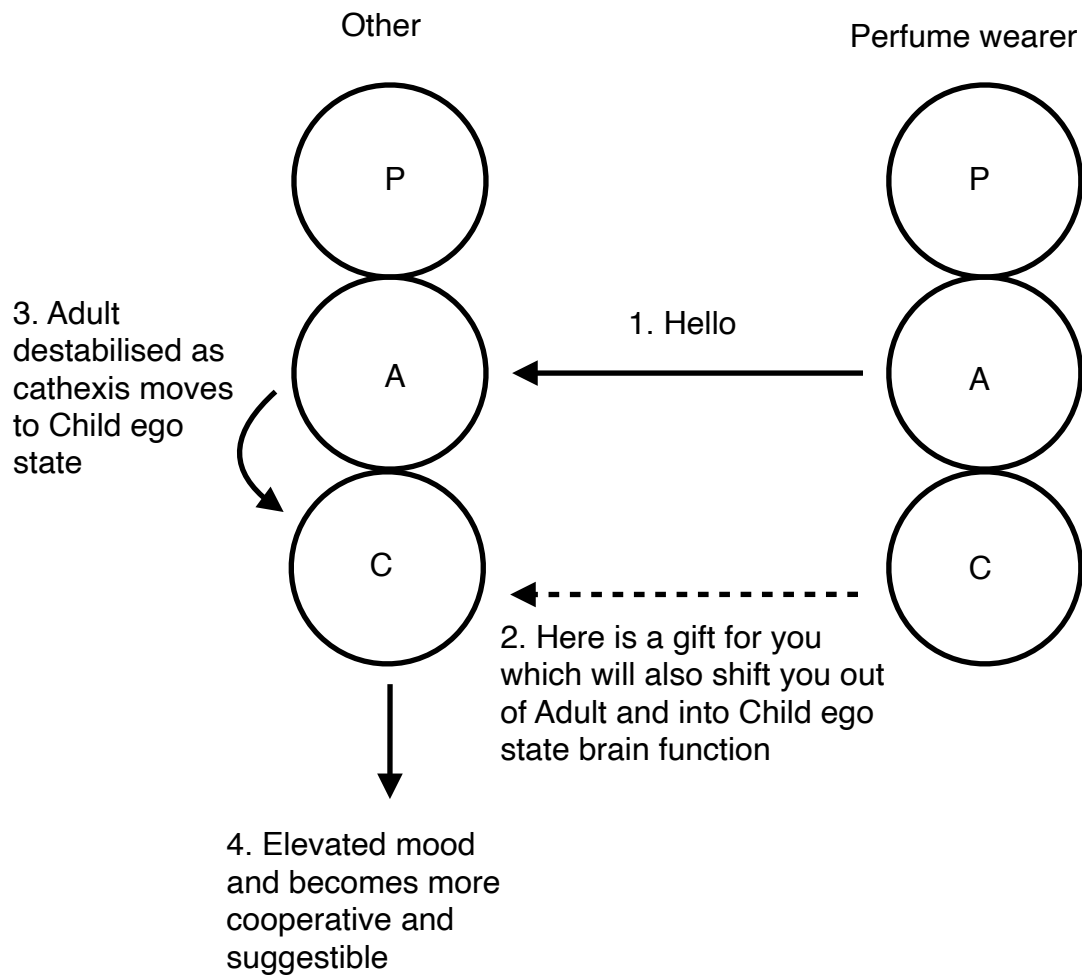 Other
Perfume wearer
P
P
3. Adult
destabilised as
cathexis moves
to Child ego
state
1. Hello
A
A
C
C
2. Here is a gift for you
which will also shift you out
of Adult and into Child ego
state brain function
4. Elevated mood
and becomes more
cooperative and
suggestible